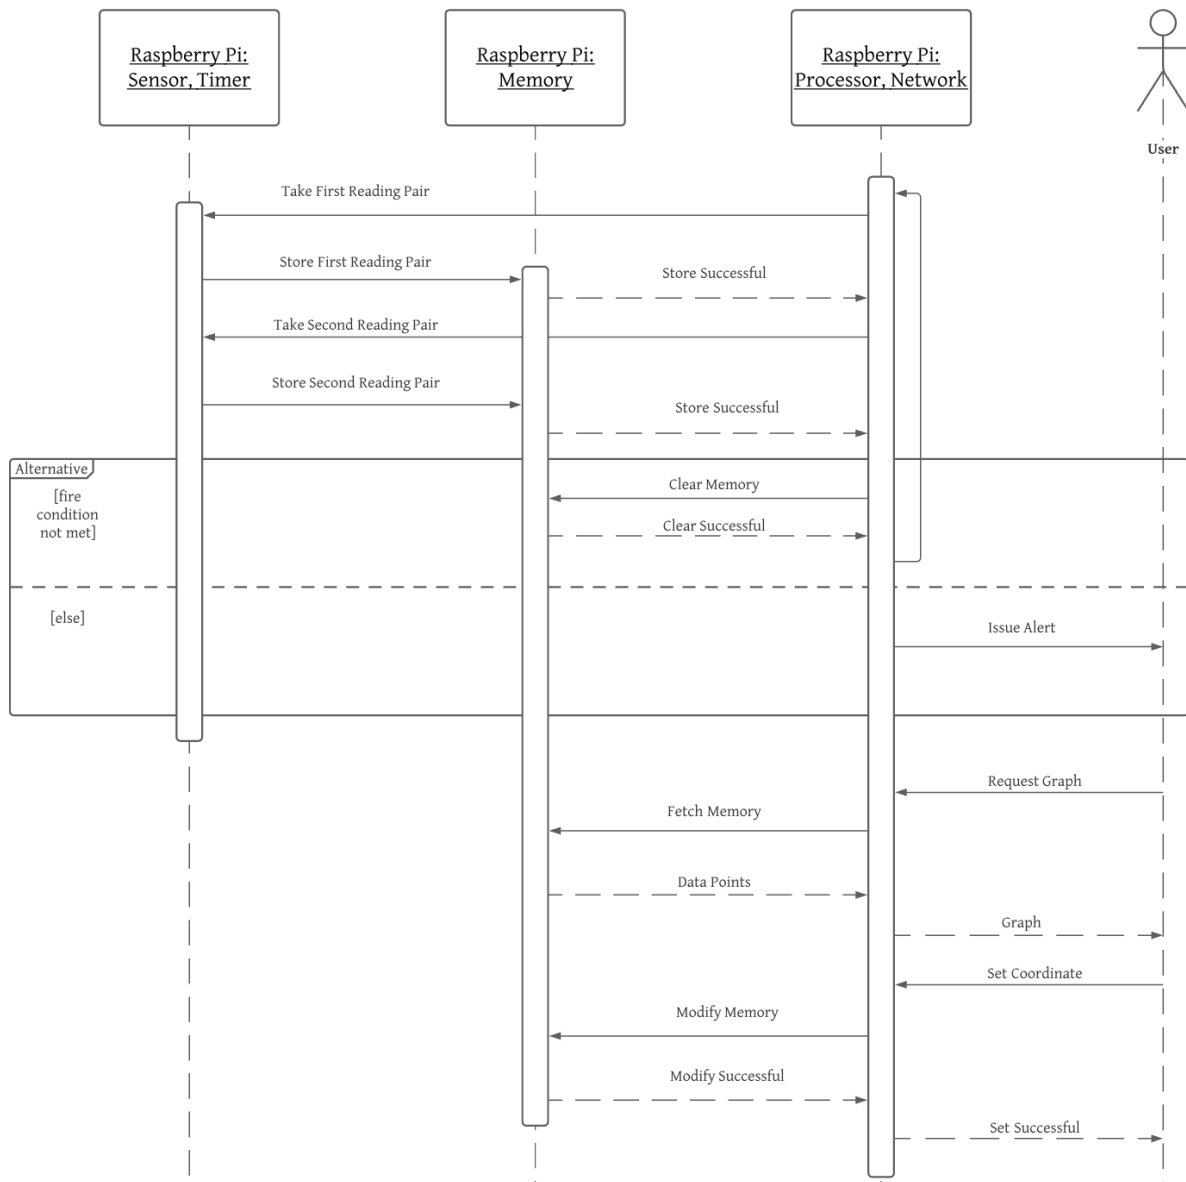 Raspberry Pi:
Sensor, Timer
Raspberry Pi:
Memory
Raspberry Pi:
Processor, Network
User
Take First Reading Pair
Store First Reading Pair
Store Successful
Take Second Reading Pair
Store Second Reading Pair
Store Successful
Alternative
[fire
condition
not met]
Clear Memory
Clear Successful
[else]
Issue Alert
Request Graph
Fetch Memory
Data Points
Graph
Set Coordinate
Modify Memory
Modify Successful
Set Successful